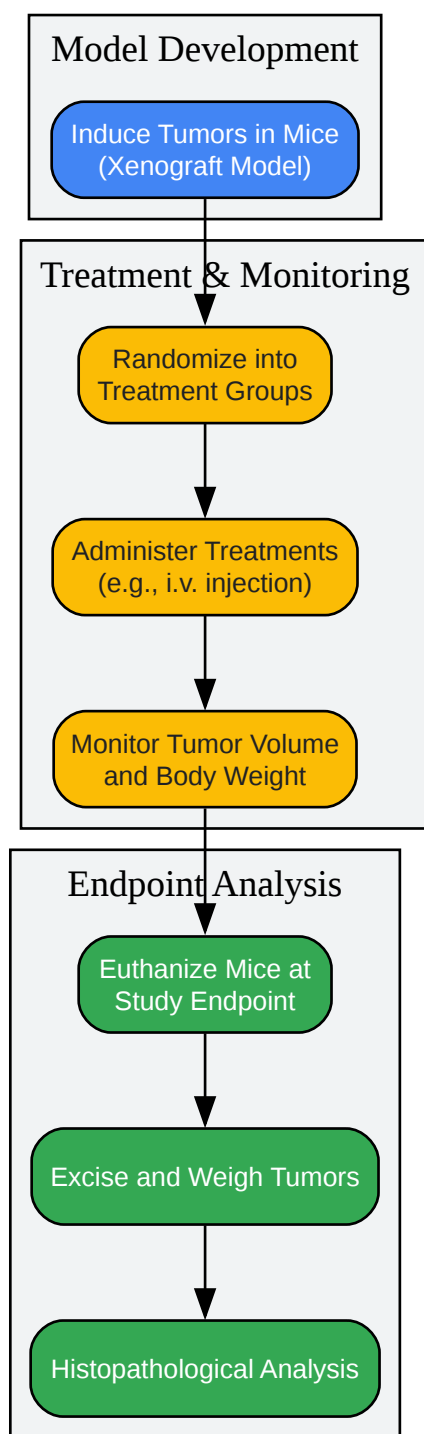 Model Development
Induce Tumors in Mice
(Xenograft Model)
Treatment & Monitoring
Randomize into
Treatment Groups
Administer Treatments
(e.g., i.v. injection)
Monitor Tumor Volume
and Body Weight
Endpoint Analysis
Euthanize Mice at
Study Endpoint
Excise and Weigh Tumors
Histopathological Analysis